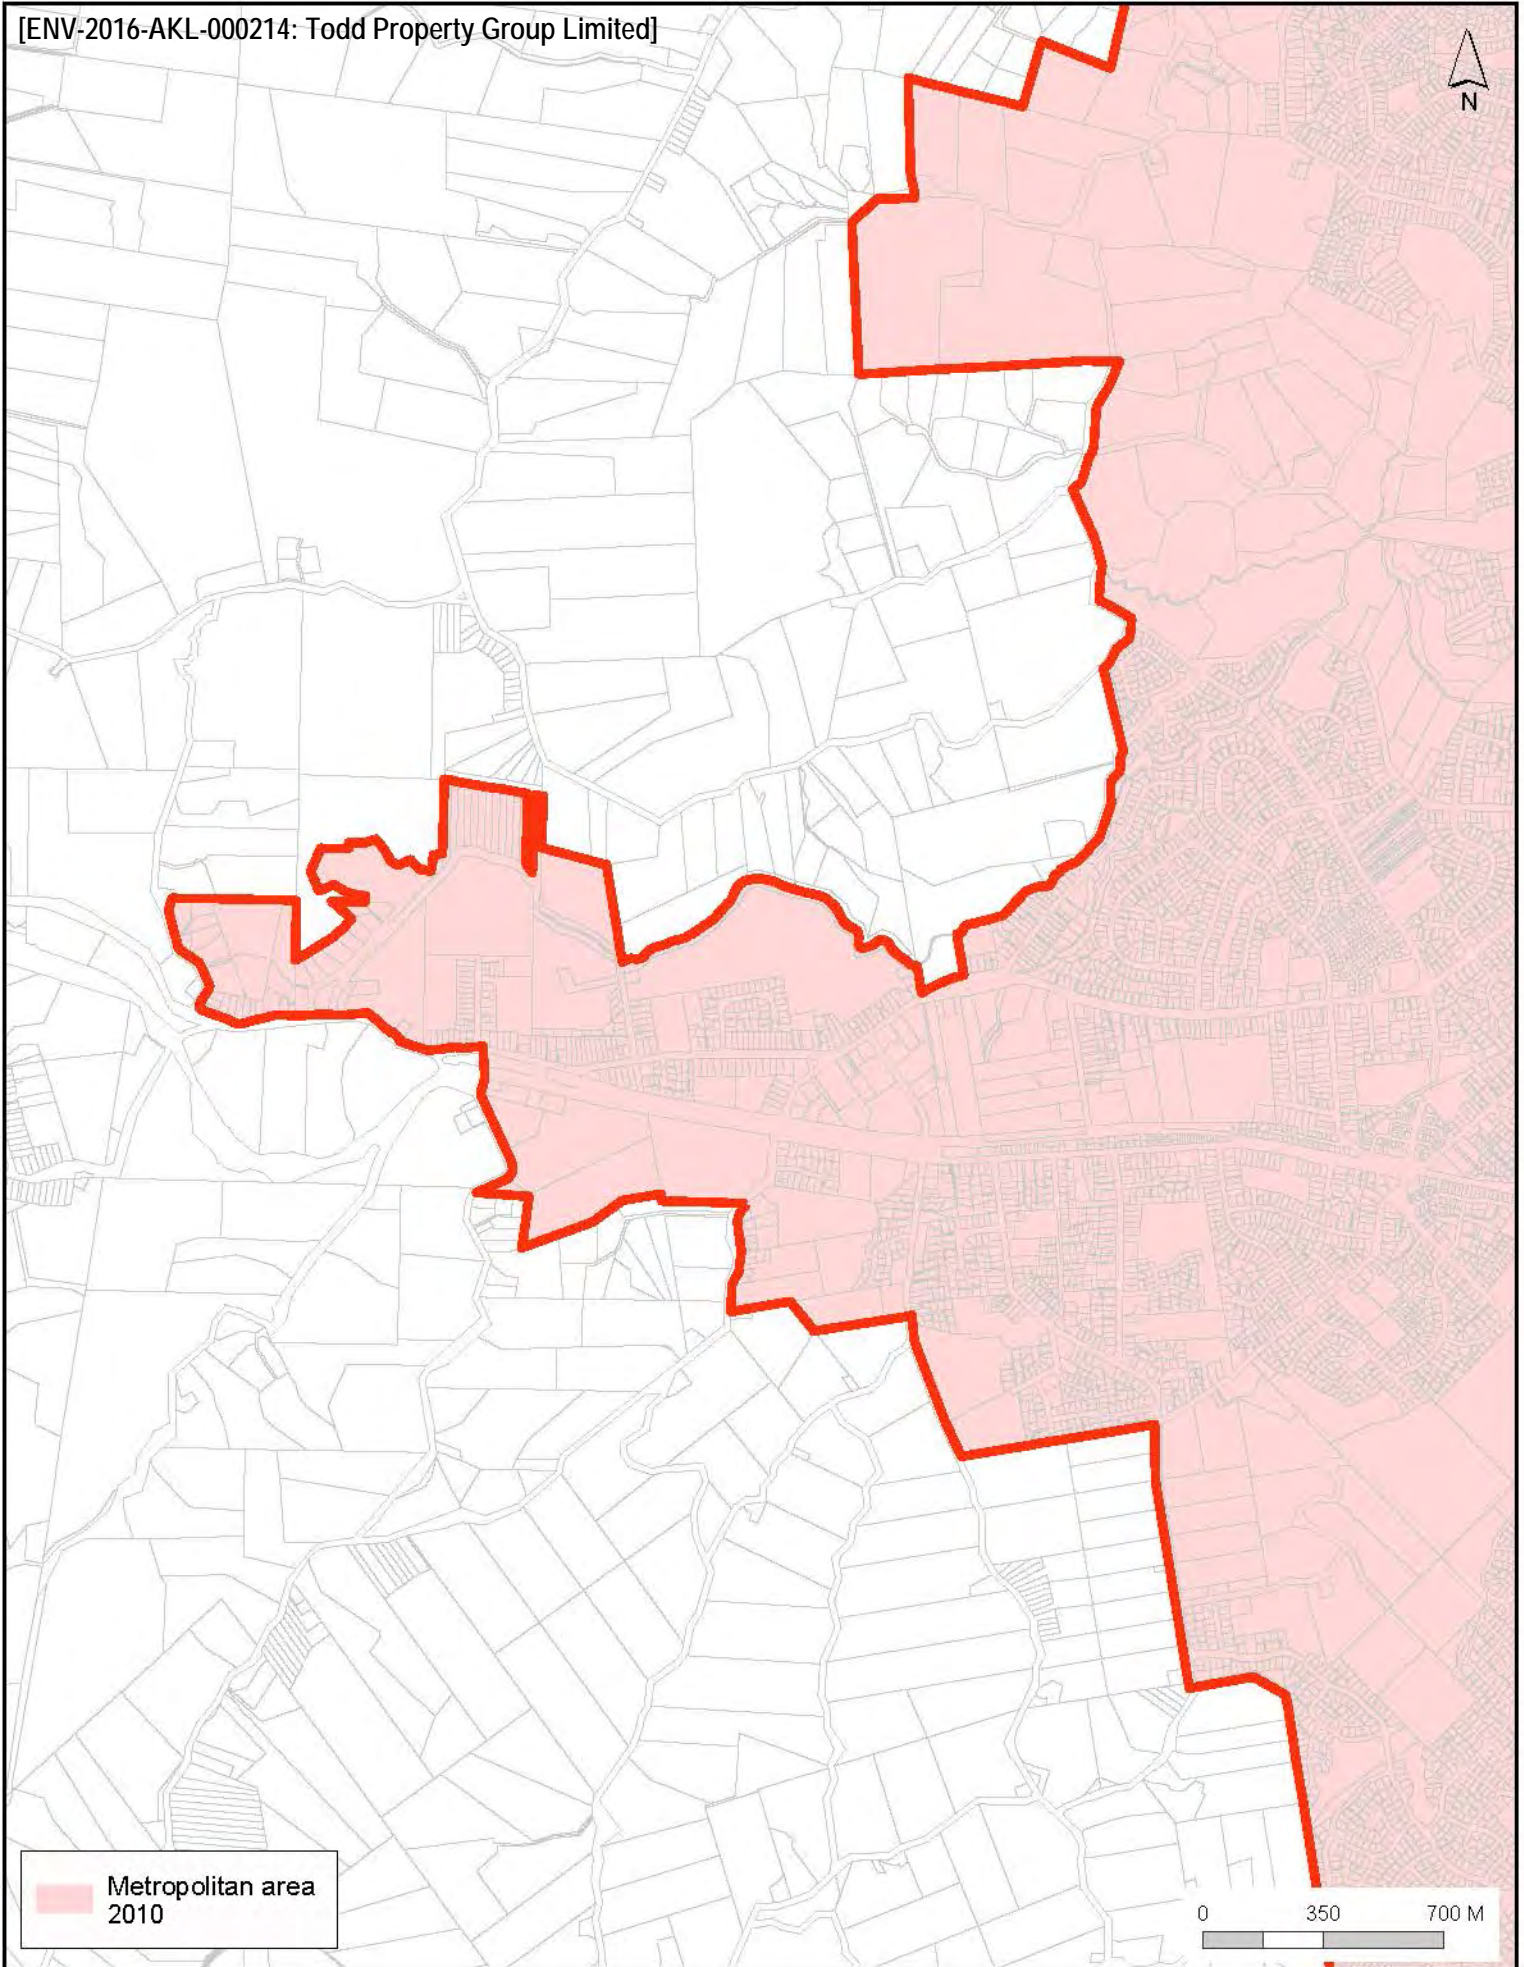 [ENV-2016-AKL-000214: Todd Property Group Limited]
N
Metropolitan area
2010
0 350 700 M